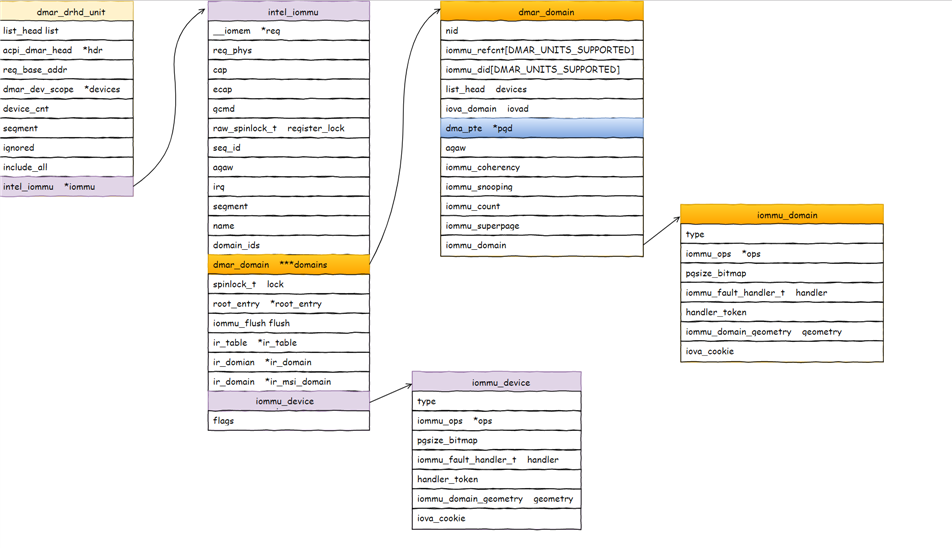 dmar_drhd_unit
list_head list
acpi_dmar_head *hdr
req_base_addr
dmar_dev_scope *devices
device_cnt
segment
ignored
include_all
intel_iommu *iommu
intel_iommu
__iomem *req
req_phys
cap
ecap
qcmd
raw_spinlock_t register_lock
seq_id
aqaw
irq
segment
name
domain_ids
dmar_domain ***domains
spinlock_t lock
root_entry *root_entry
iommu_flush flush
ir_table *ir_table
ir_domian *ir_domain
ir_domain *ir_msi_domain
iommu_device
flags
dmar_domain
nid
iommu_refcnt[DMAR_UNITS_SUPPORTED]
iommu_did[DMAR_UNITS_SUPPORTED]
list_head devices
iova_domain iovad
dma_pte *pgd
agaw
iommu_coherency
iommu_snooping
iommu_count
iommu_superpage
iommu_domain
iommu_domain
type
iommu_ops *ops
pgsize_bitmap
iommu_fault_handler_t handler
handler_token
iommu_domain_geometry geometry
iova_cookie
iommu_device
type
iommu_ops *ops
pgsize_bitmap
iommu_fault_handler_t handler
handler_token
iommu_domain_geometry geometry
iova_cookie